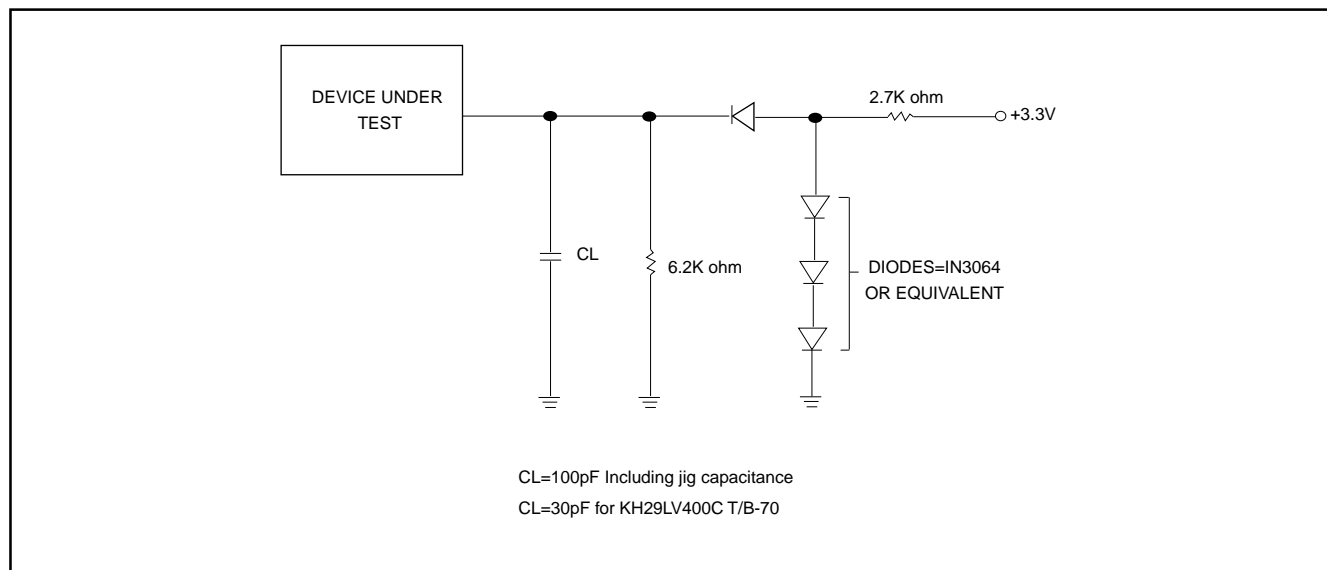 DEVICE UNDER
TEST
2.7K ohm
+3.3V
CL
6.2K ohm
DIODES=IN3064
OR EQUIVALENT
CL=100pF Including jig capacitance
CL=30pF for KH29LV400C T/B-70